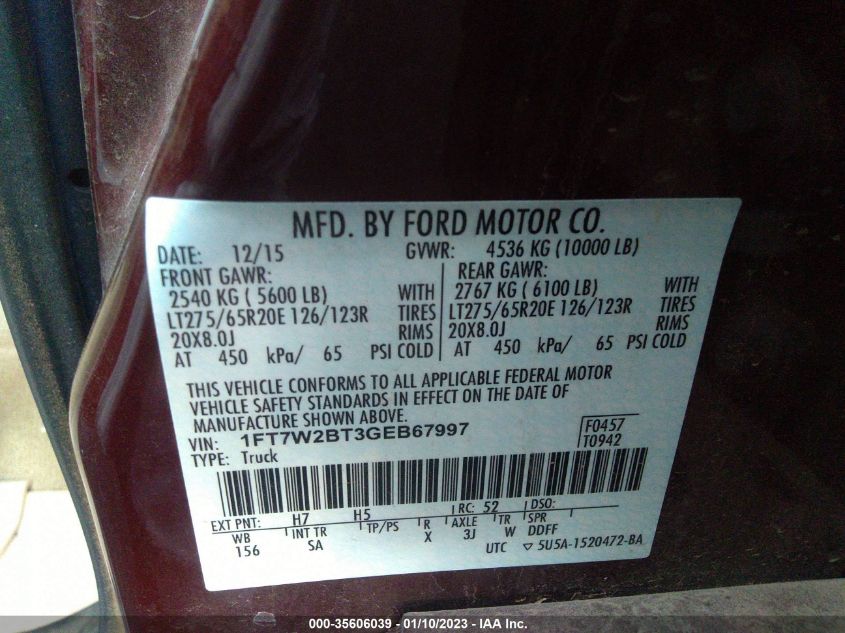 MFD. BY FORD MOTOR CO.
DATE: 12/15 GVWR: 4536 KG (10000 LB)
FRONT GAWR: REAR GAWR:
2540 KG ( 5600 LB) WITH 2767 KG ( 6100 LB) WITH
LT275/65R20E 126/123R TIRES LT275/65R20E 126/123R TIRES
20X8.0J RIMS 20X8.0J RIMS
AT 450 kPa/ 65 PSI COLD AT 450 kPa/ 65 PSI COLD
THIS VEHICLE CONFORMS TO ALL APPLICABLE FEDERAL MOTOR
VEHICLE SAFETY STANDARDS IN EFFECT ON THE DATE OF
MANUFACTURE SHOWN ABOVE.
VIN: 1FT7W2BT3GEB67997 F0457
TYPE: Truck T0942
EXT PNT: H7 H5 RC: 52 DSO:
WB INT TR TP/PS R AXLE TR SPR
156 SA X 3J W DDFF
UTC ▽ 5U5A-1520472-BA
000-35606039 - 01/10/2023 - IAA Inc.